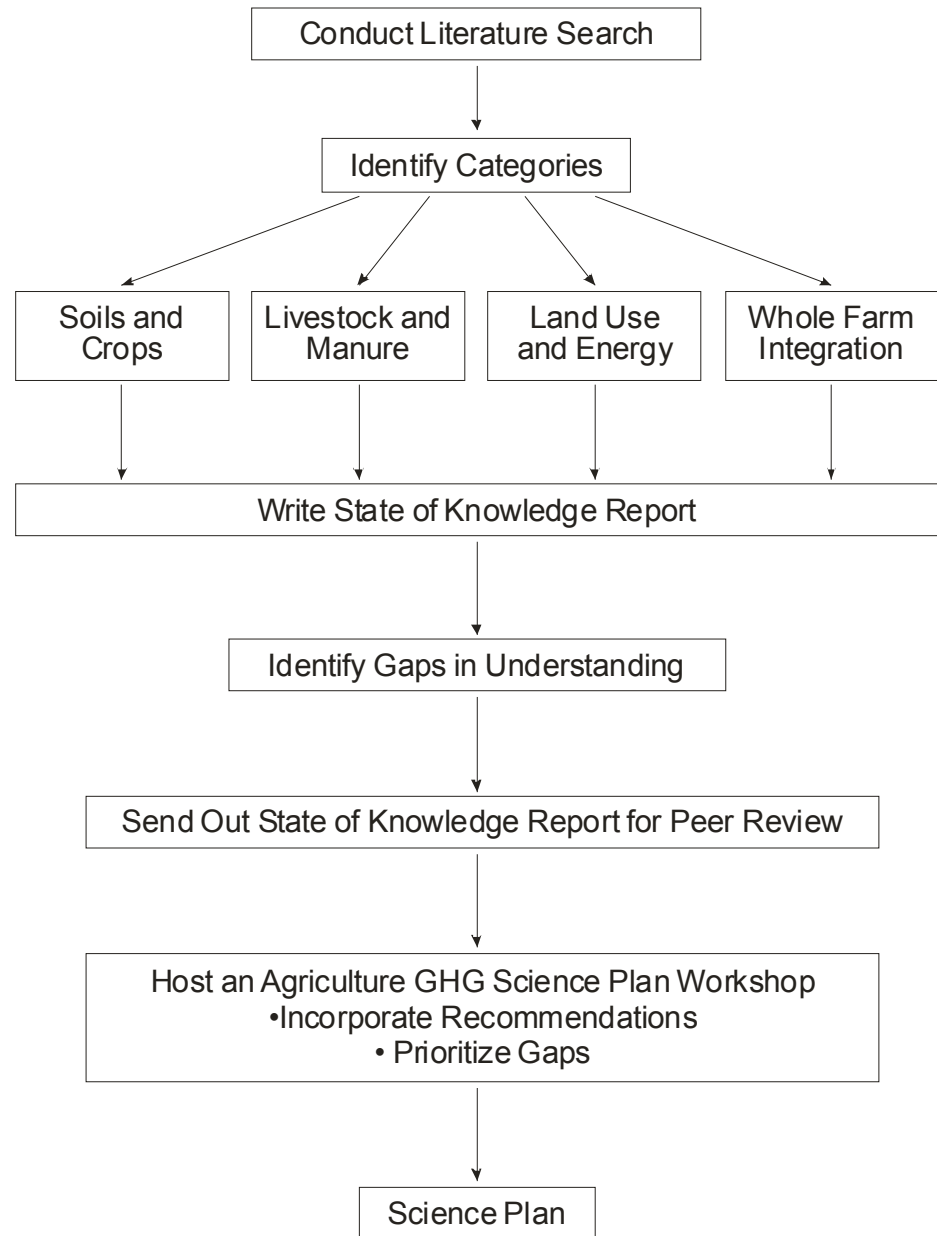 Conduct Literature Search
Identify Categories
Soils and
Crops
Livestock and
Manure
Land Use
and Energy
Whole Farm
Integration
Write State of Knowledge Report
Identify Gaps in Understanding
Send Out State of Knowledge Report for Peer Review
Host an Agriculture GHG Science Plan Workshop
•Incorporate Recommendations
• Prioritize Gaps
Science Plan